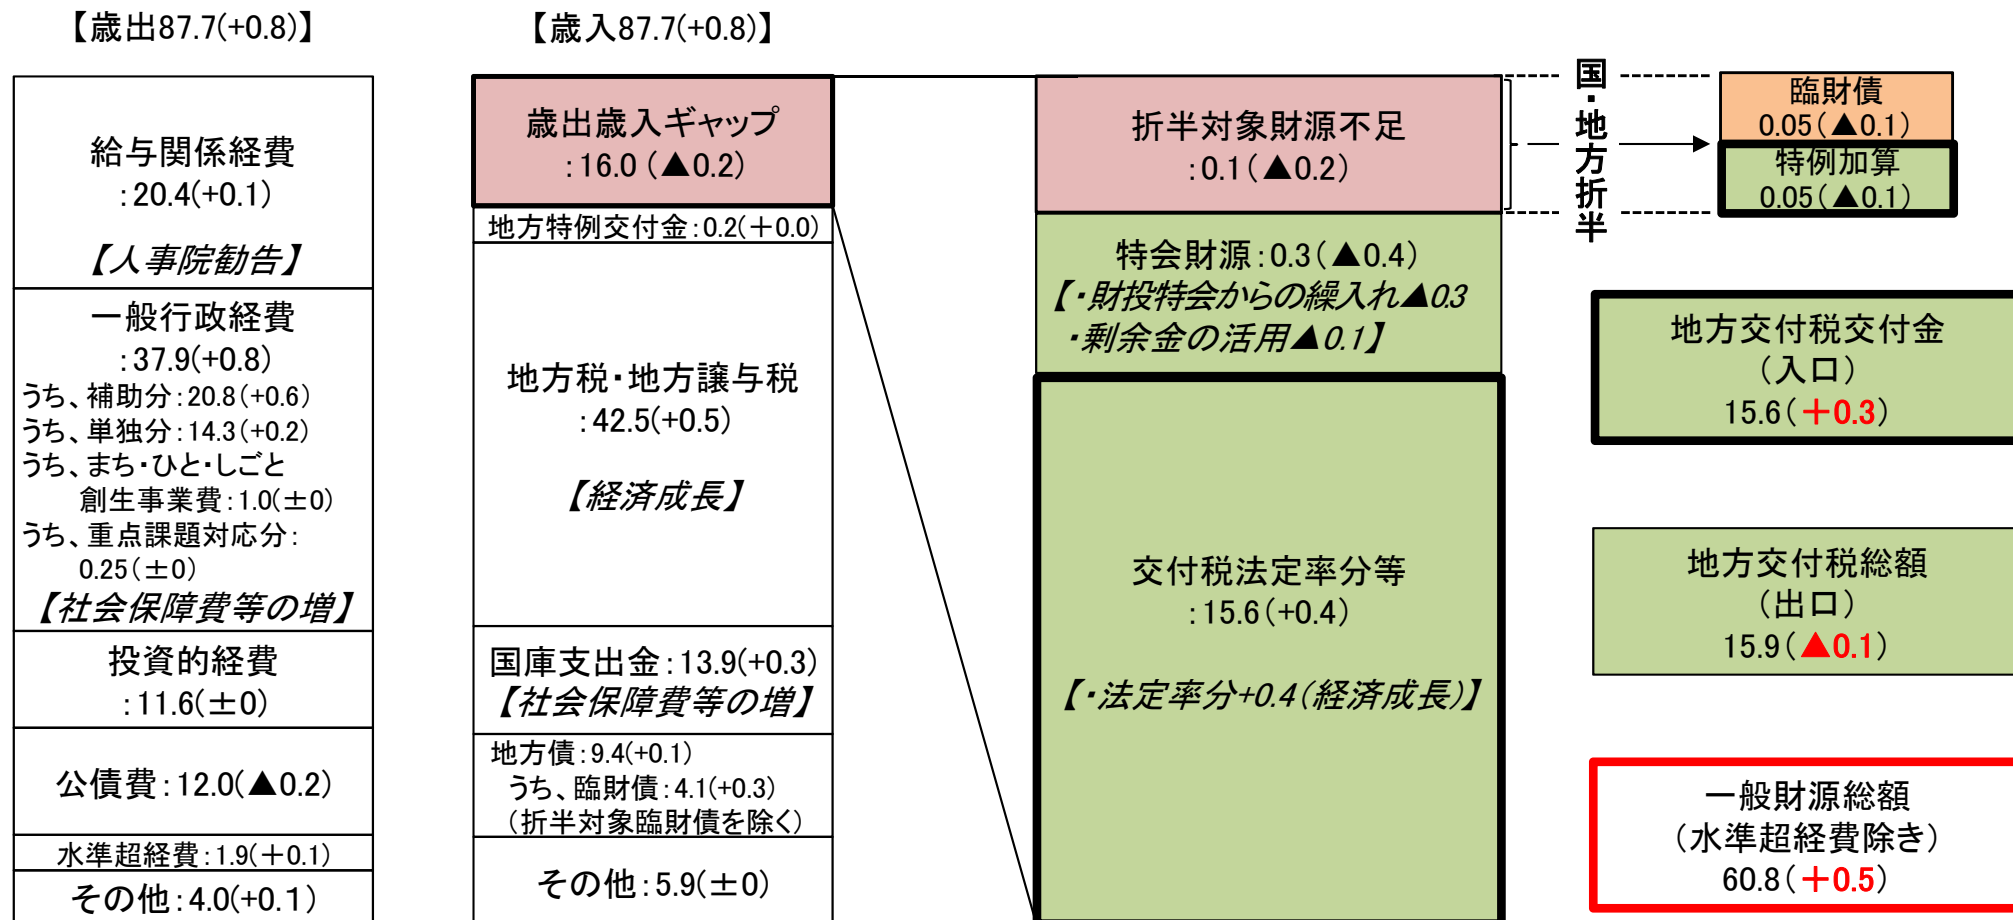 【歳出87.7(+0.8)】
給与関係経費
:20.4(+0.1)
【人事院勧告】
一般行政経費
:37.9(+0.8)
うち、補助分:20.8(+0.6)
うち、単独分:14.3(+0.2)
うち、まち・ひと・しごと
創生事業費:1.0(±0)
うち、重点課題対応分:
0.25(±0)
【社会保障費等の増】
投資的経費
:11.6(±0)
公債費:12.0(▲0.2)
水準超経費:1.9(+0.1)
その他:4.0(+0.1)
【歳入87.7(+0.8)】
歳出歳入ギャップ
:16.0(▲0.2)
地方特例交付金:0.2(+0.0)
地方税・地方譲与税
:42.5(+0.5)
【経済成長】
国庫支出金:13.9(+0.3)
【社会保障費等の増】
地方債:9.4(+0.1)
うち、臨財債:4.1(+0.3)
(折半対象臨財債を除く)
その他:5.9(±0)
折半対象財源不足
:0.1(▲0.2)
特会財源:0.3(▲0.4)
【・財投特会からの繰入れ▲0.3
・剰余金の活用▲0.1】
交付税法定率分等
:15.6(+0.4)
【・法定率分+0.4(経済成長)】
国・地方折半
臨財債
0.05(▲0.1)
特例加算
0.05(▲0.1)
地方交付税交付金
(入口)
15.6(+0.3)
地方交付税総額
(出口)
15.9(▲0.1)
一般財源総額
(水準超経費除き)
60.8(+0.5)